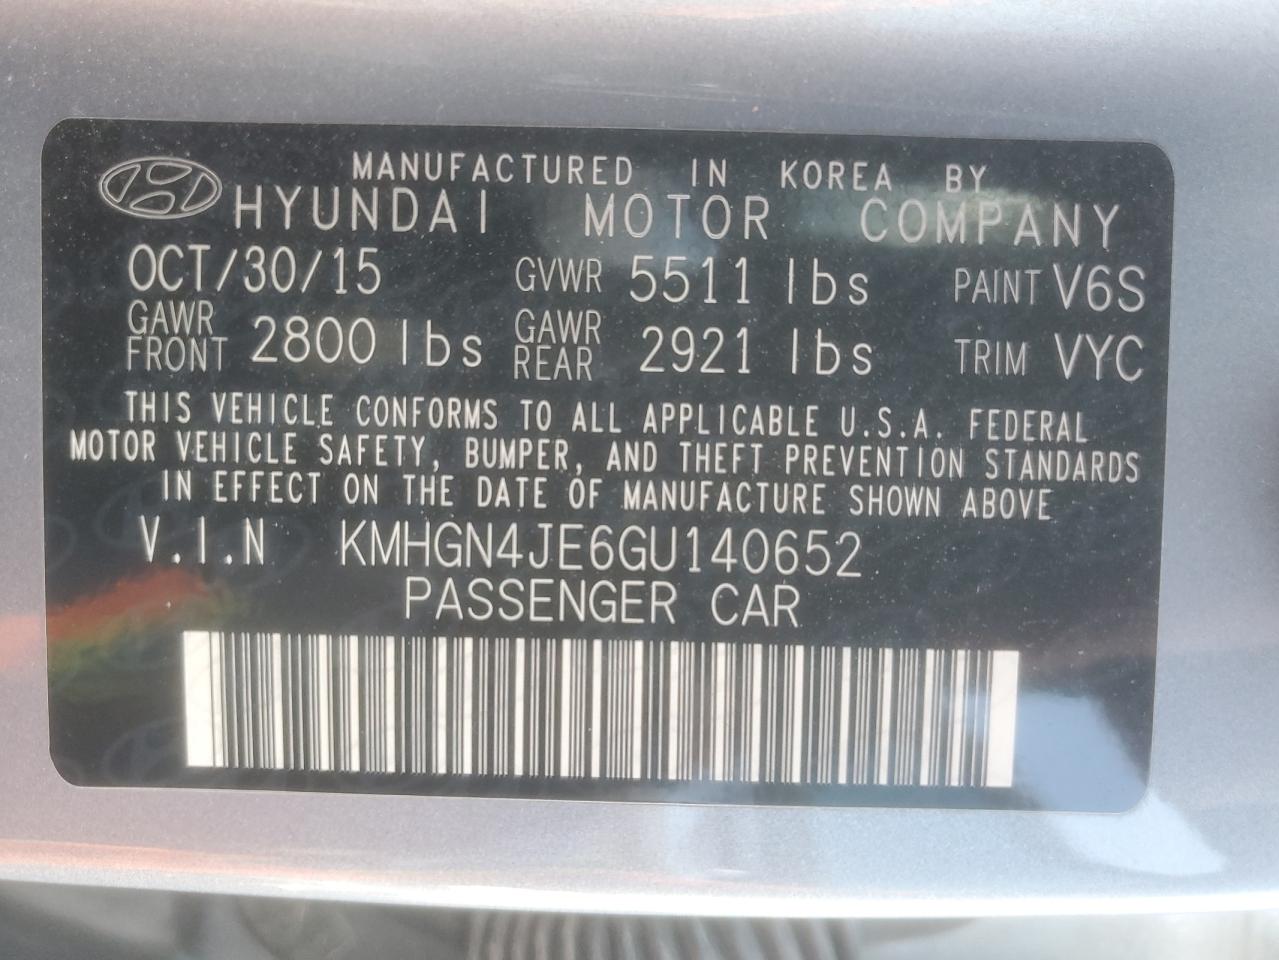 MANUFACTURED IN KOREA BY
HYUNDAI MOTOR COMPANY
OCT/30/15 GVWR 5511 lbs PAINT V6S
GAWR FRONT 2800 lbs GAWR REAR 2921 lbs TRIM VYC
THIS VEHICLE CONFORMS TO ALL APPLICABLE U.S.A. FEDERAL
MOTOR VEHICLE SAFETY, BUMPER, AND THEFT PREVENTION STANDARDS
IN EFFECT ON THE DATE OF MANUFACTURE SHOWN ABOVE
V.I.N KMHGN4JE6GU140652
PASSENGER CAR